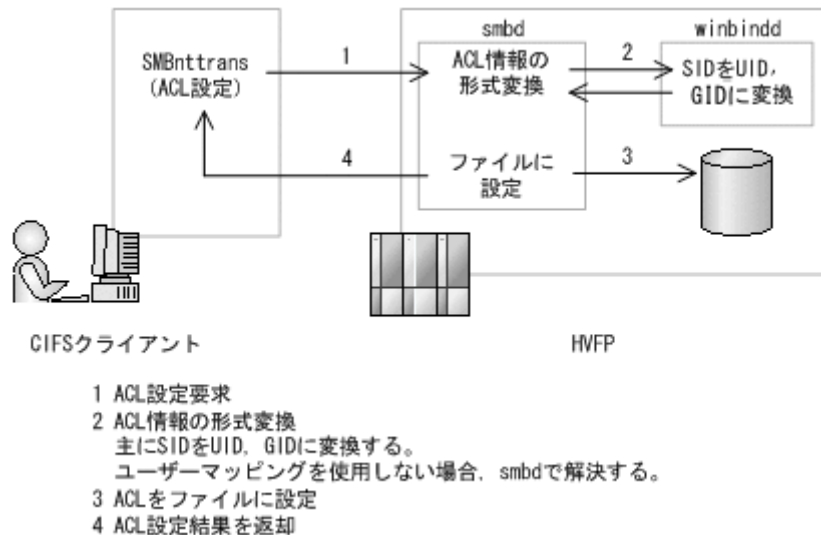 smbd
winbindd
SMBnttrans
(ACL設定)
1
ACL情報の
形式変換
2
SIDをUID,
GIDに変換
4
ファイルに
設定
3
CIFSクライアント
HVFP
1 ACL設定要求
2 ACL情報の形式変換
主にSIDをUID, GIDに変換する。
ユーザーマッピングを使用しない場合, smbdで解決する。
3 ACLをファイルに設定
4 ACL設定結果を返却